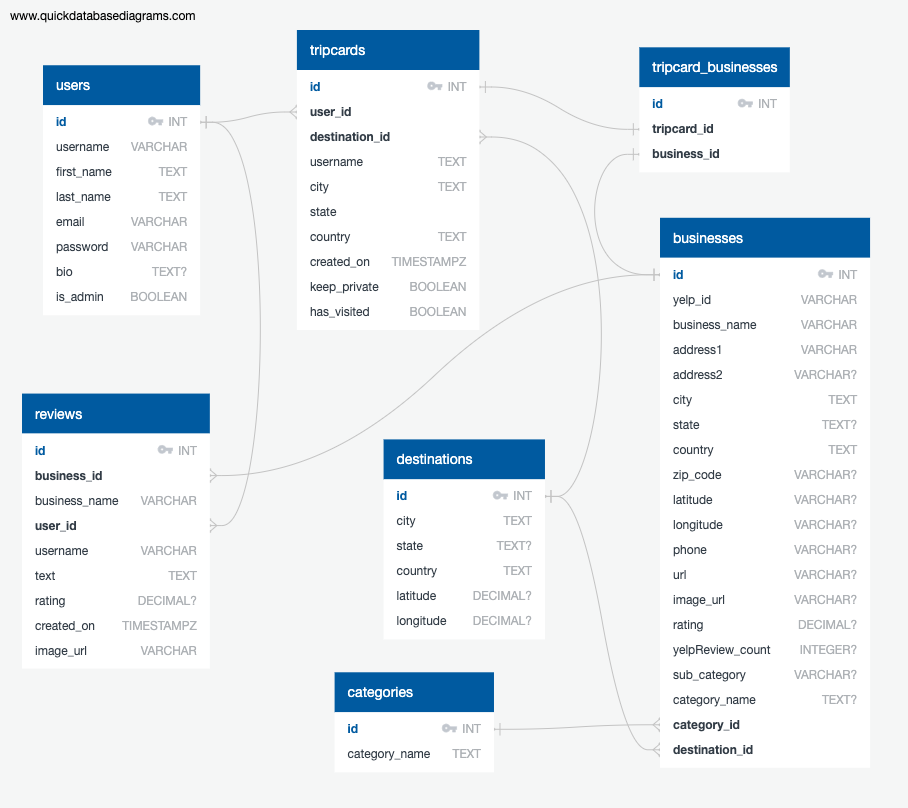 www.quickdatabasediagrams.com
users
id INT
username VARCHAR
first_name TEXT
last_name TEXT
email VARCHAR
password VARCHAR
bio TEXT?
is_admin BOOLEAN
tripcards
id INT
user_id
destination_id
username TEXT
city TEXT
state
country TEXT
created_on TIMESTAMPZ
keep_private BOOLEAN
has_visited BOOLEAN
tripcard_businesses
id INT
tripcard_id
business_id
businesses
id INT
yelp_id VARCHAR
business_name VARCHAR
address1 VARCHAR
address2 VARCHAR?
city TEXT
state TEXT?
country TEXT
zip_code VARCHAR?
latitude VARCHAR?
longitude VARCHAR?
phone VARCHAR?
url VARCHAR?
image_url VARCHAR?
rating DECIMAL?
yelpReview_count INTEGER?
sub_category VARCHAR?
category_name TEXT?
category_id
destination_id
reviews
id INT
business_id
business_name VARCHAR
user_id
username VARCHAR
text TEXT
rating DECIMAL?
created_on TIMESTAMPZ
image_url VARCHAR
destinations
id INT
city TEXT
state TEXT?
country TEXT
latitude DECIMAL?
longitude DECIMAL?
categories
id INT
category_name TEXT